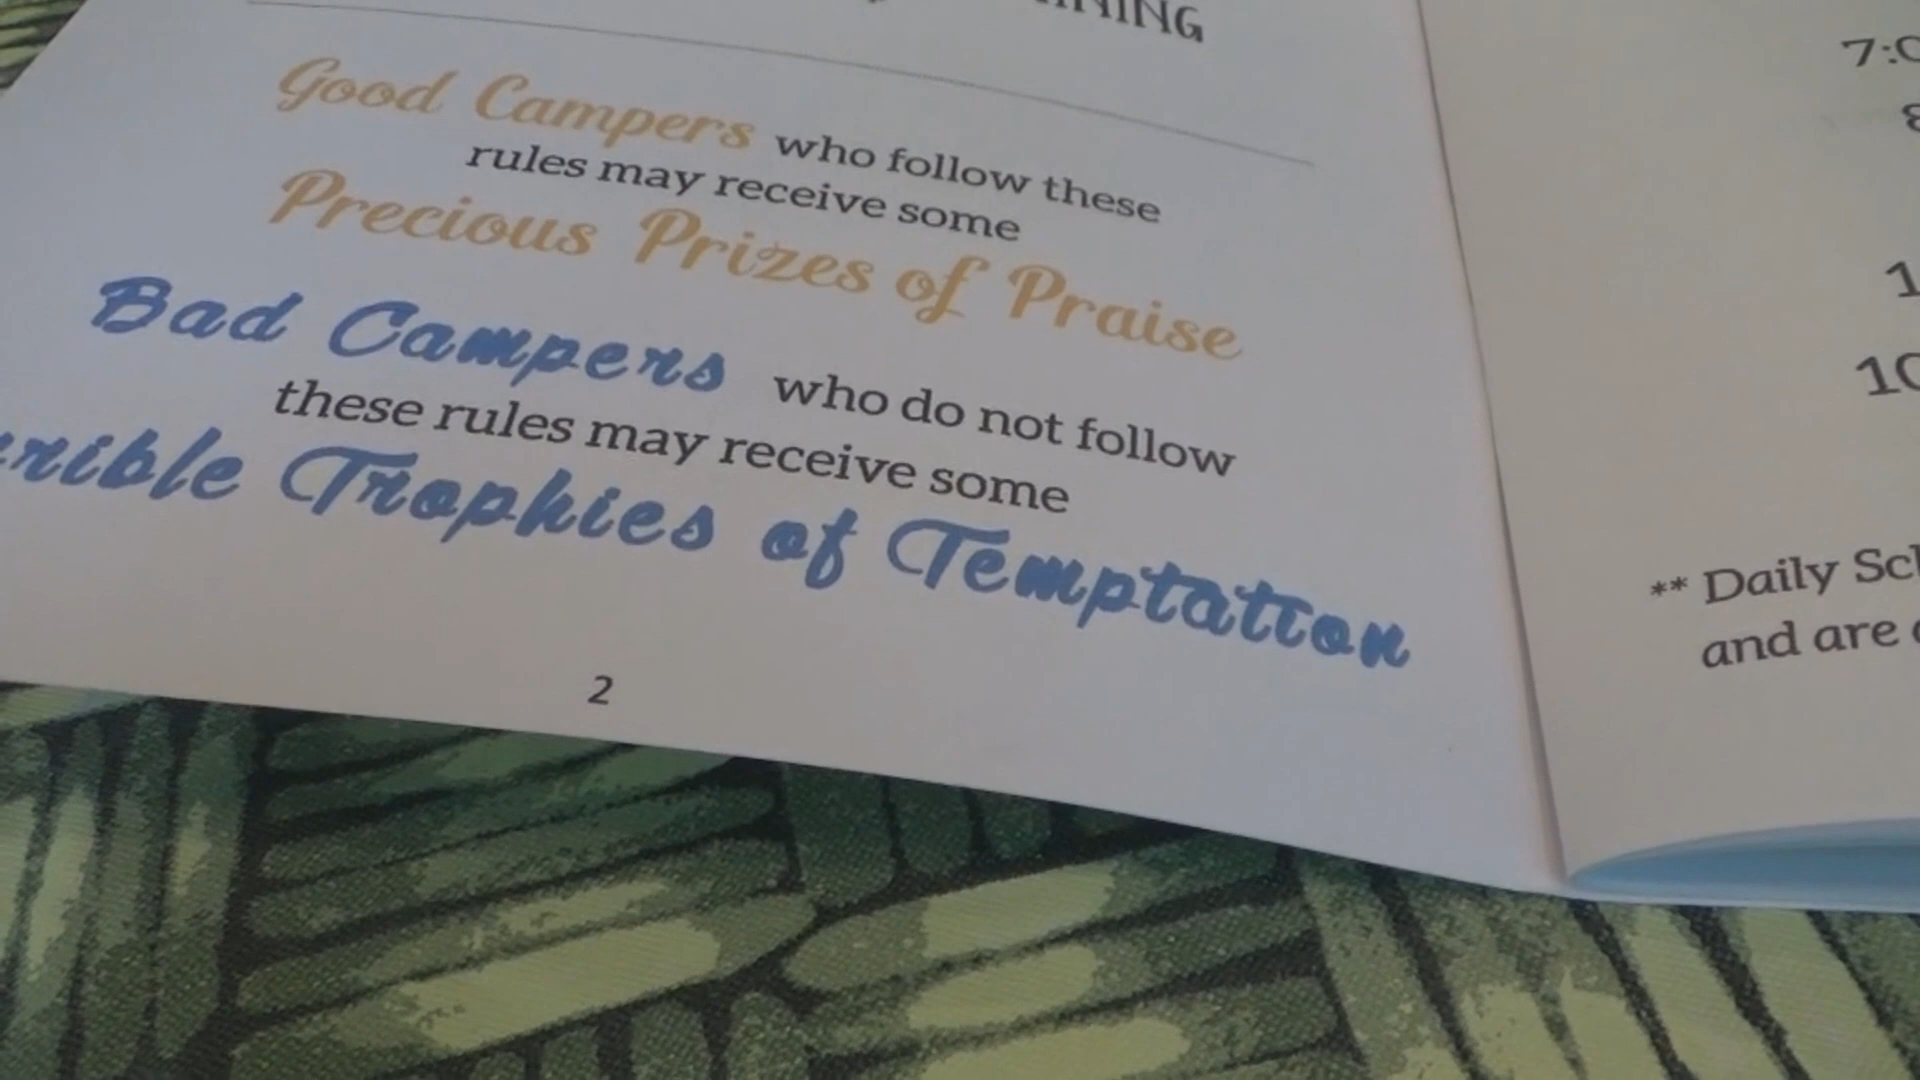 Good Campers who follow these
rules may receive some
Precious Prizes of Praise
Bad Campers who do not follow
these rules may receive some
Trophies of Temptation
2
** Daily
and are